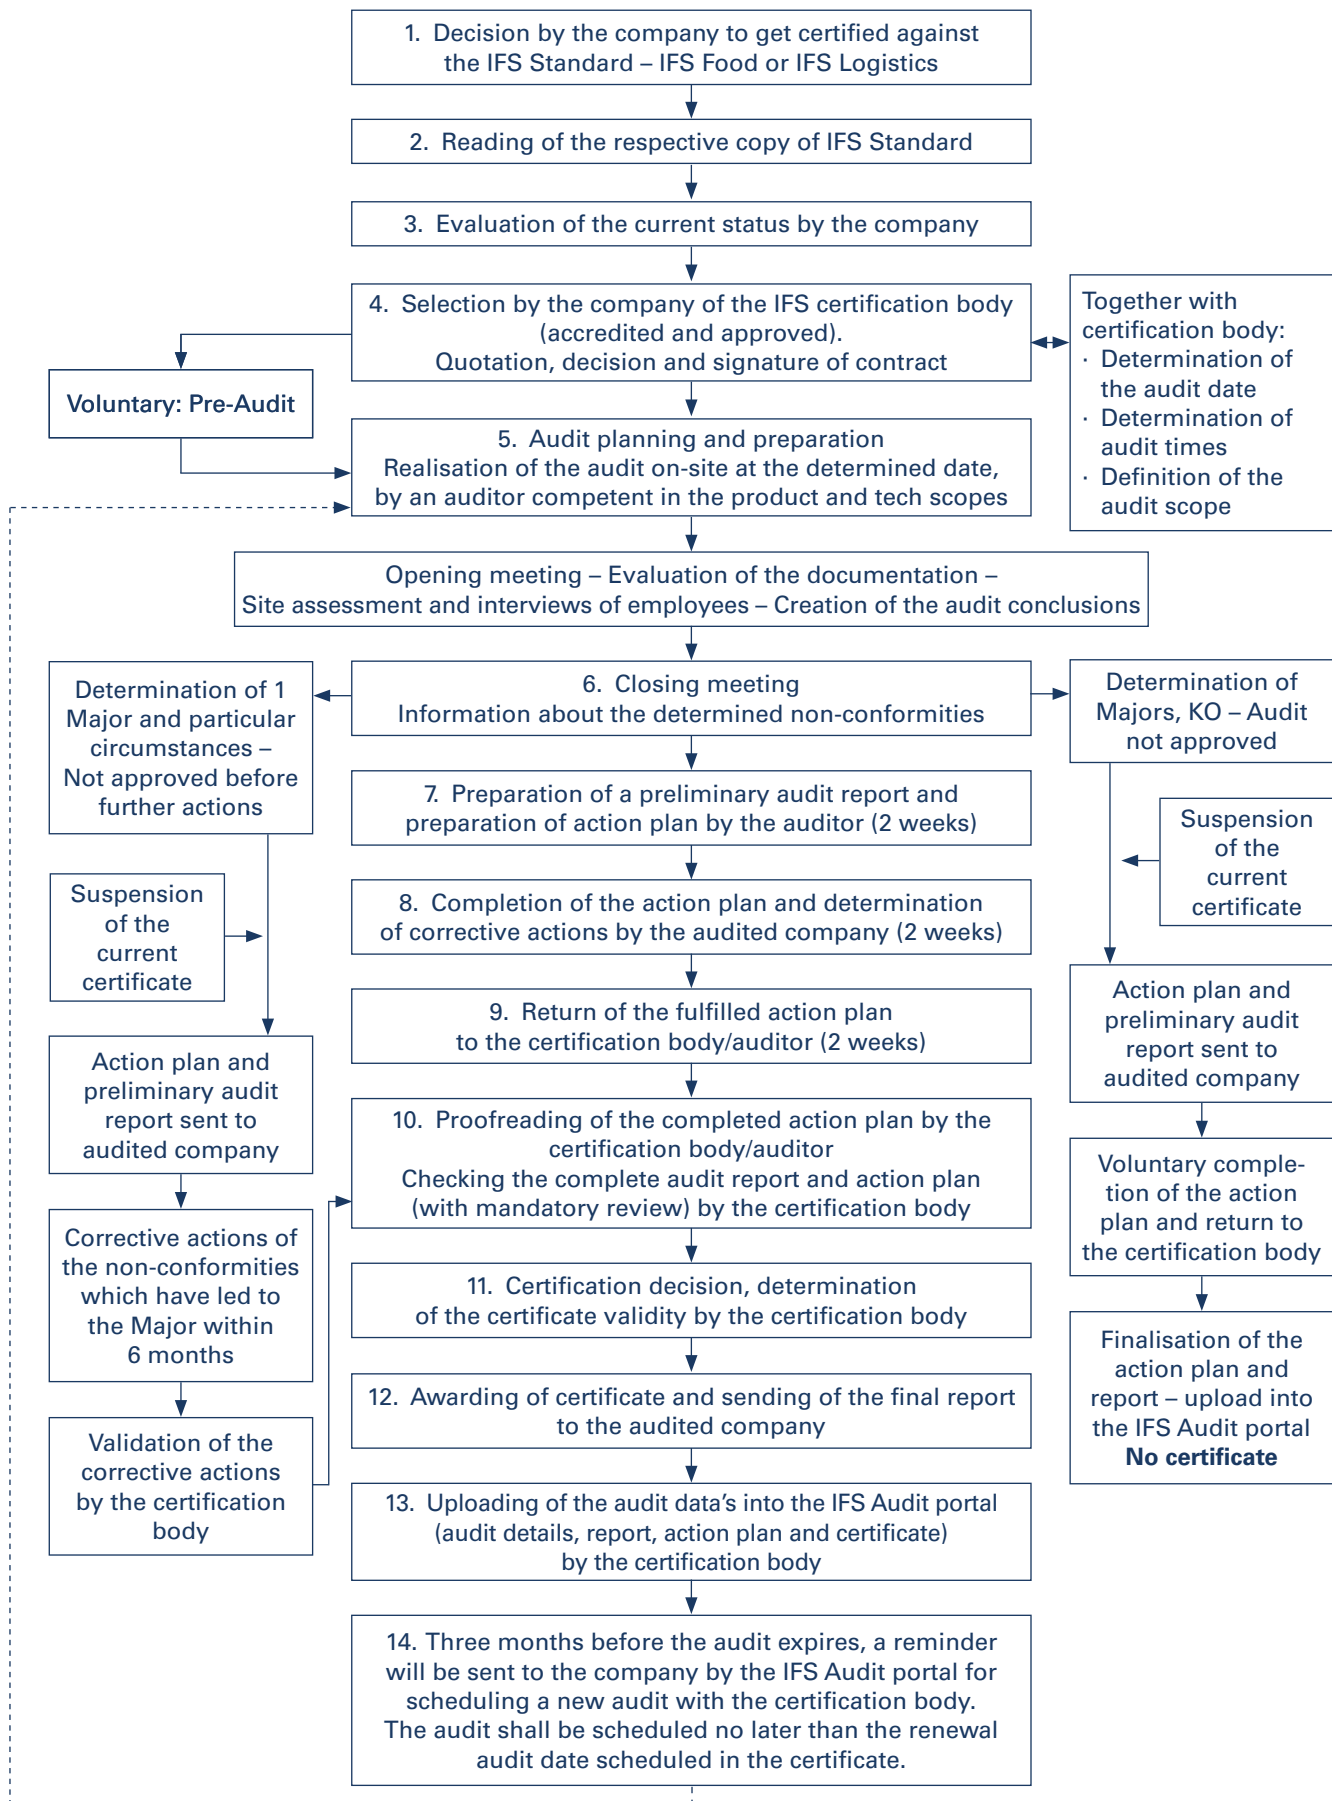 1. Decision by the company to get certified against
the IFS Standard – IFS Food or IFS Logistics
2. Reading of the respective copy of IFS Standard
3. Evaluation of the current status by the company
4. Selection by the company of the IFS certification body
(accredited and approved).
Quotation, decision and signature of contract
Together with
certification body:
· Determination of
the audit date
· Determination of
audit times
· Definition of the
audit scope
Voluntary: Pre-Audit
5. Audit planning and preparation
Realisation of the audit on-site at the determined date,
by an auditor competent in the product and tech scopes
Opening meeting – Evaluation of the documentation –
Site assessment and interviews of employees – Creation of the audit conclusions
Determination of 1
Major and particular
circumstances –
Not approved before
further actions
6. Closing meeting
Information about the determined non-conformities
Determination of
Majors, KO – Audit
not approved
7. Preparation of a preliminary audit report and
preparation of action plan by the auditor (2 weeks)
Suspension
of the
current
certificate
Suspension
of the
current
certificate
8. Completion of the action plan and determination
of corrective actions by the audited company (2 weeks)
9. Return of the fulfilled action plan
to the certification body/auditor (2 weeks)
Action plan and
preliminary audit
report sent to
audited company
Action plan and
preliminary audit
report sent to
audited company
10. Proofreading of the completed action plan by the
certification body/auditor
Checking the complete audit report and action plan
(with mandatory review) by the certification body
Voluntary comple-
tion of the action
plan and return to
the certification body
Corrective actions of
the non-conformities
which have led to
the Major within
6 months
11. Certification decision, determination
of the certificate validity by the certification body
Finalisation of the
action plan and
report – upload into
the IFS Audit portal
No certificate
12. Awarding of certificate and sending of the final report
to the audited company
Validation of the
corrective actions
by the certification
body
13. Uploading of the audit data's into the IFS Audit portal
(audit details, report, action plan and certificate)
by the certification body
14. Three months before the audit expires, a reminder
will be sent to the company by the IFS Audit portal for
scheduling a new audit with the certification body.
The audit shall be scheduled no later than the renewal
audit date scheduled in the certificate.